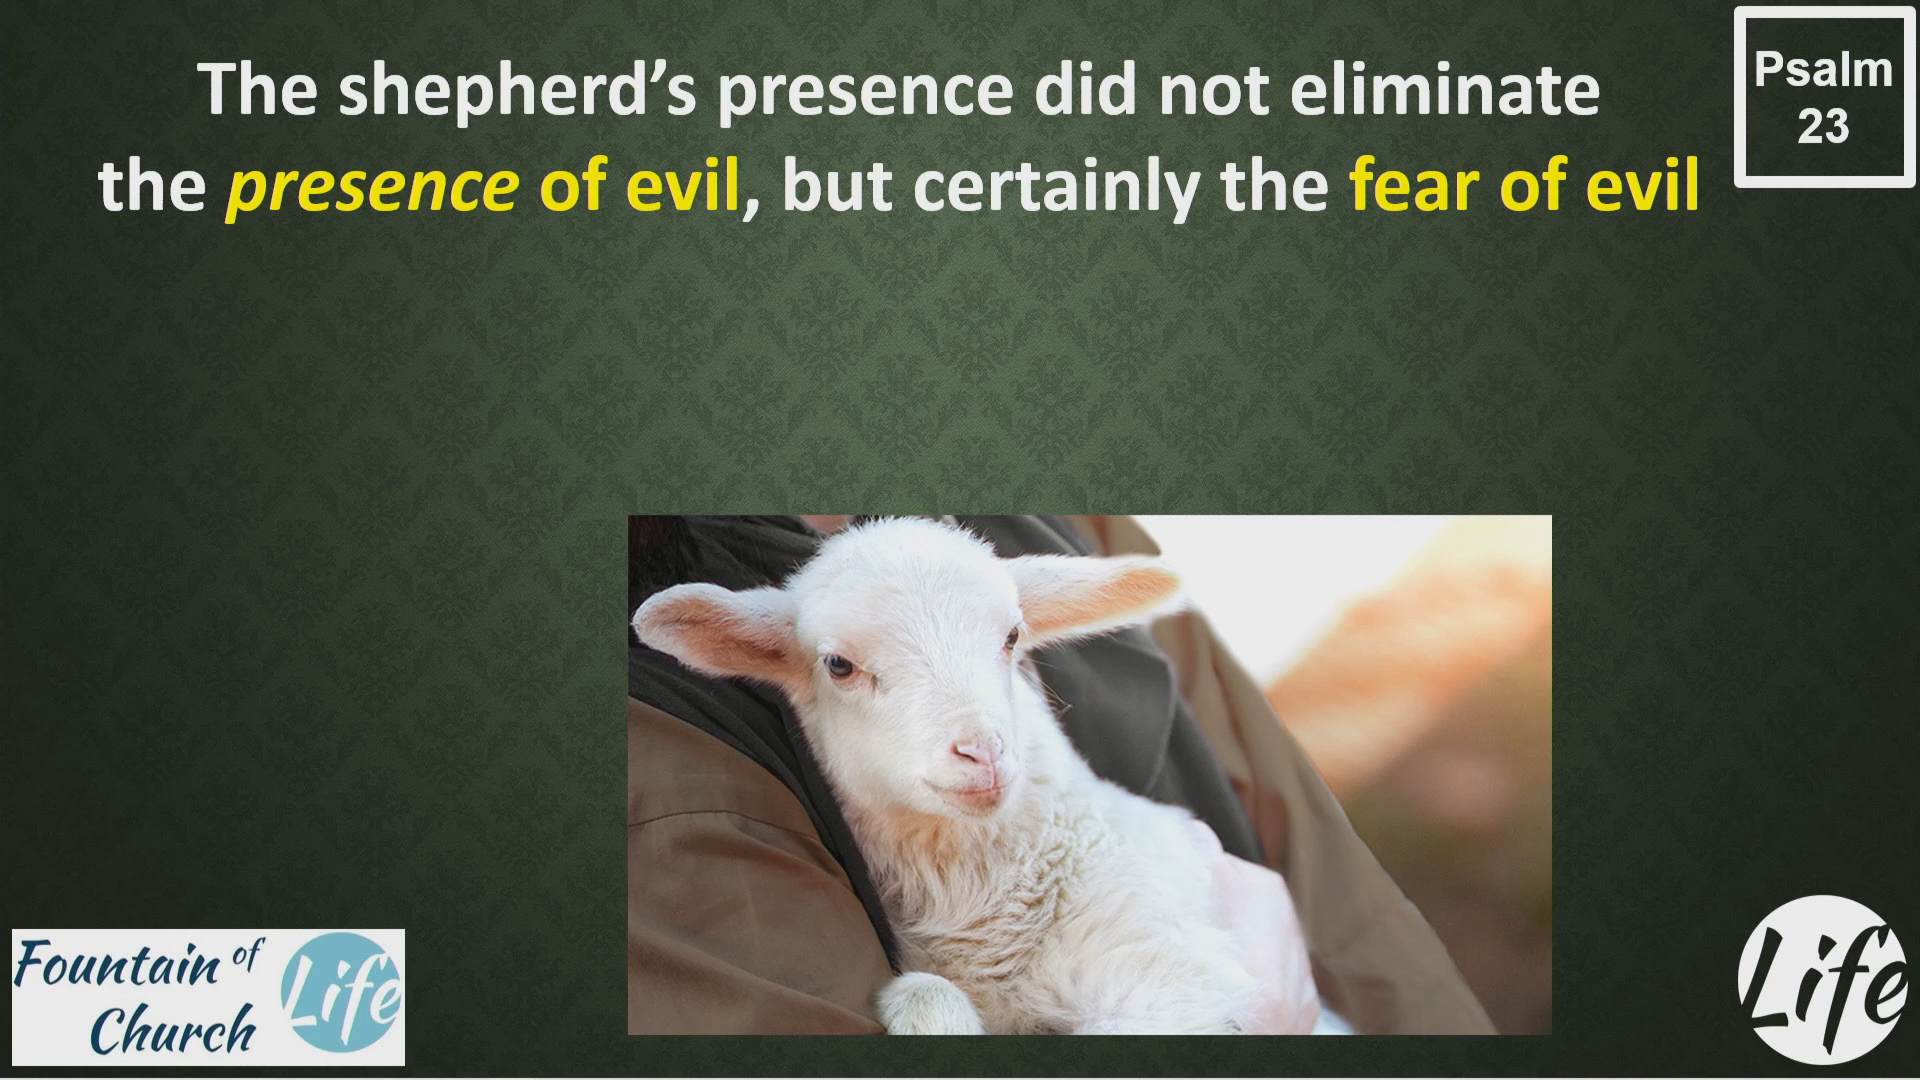 The shepherd’s presence did not eliminate
the presence of evil, but certainly the fear of evil
Psalm
23
Fountain of
Church
Life
Life